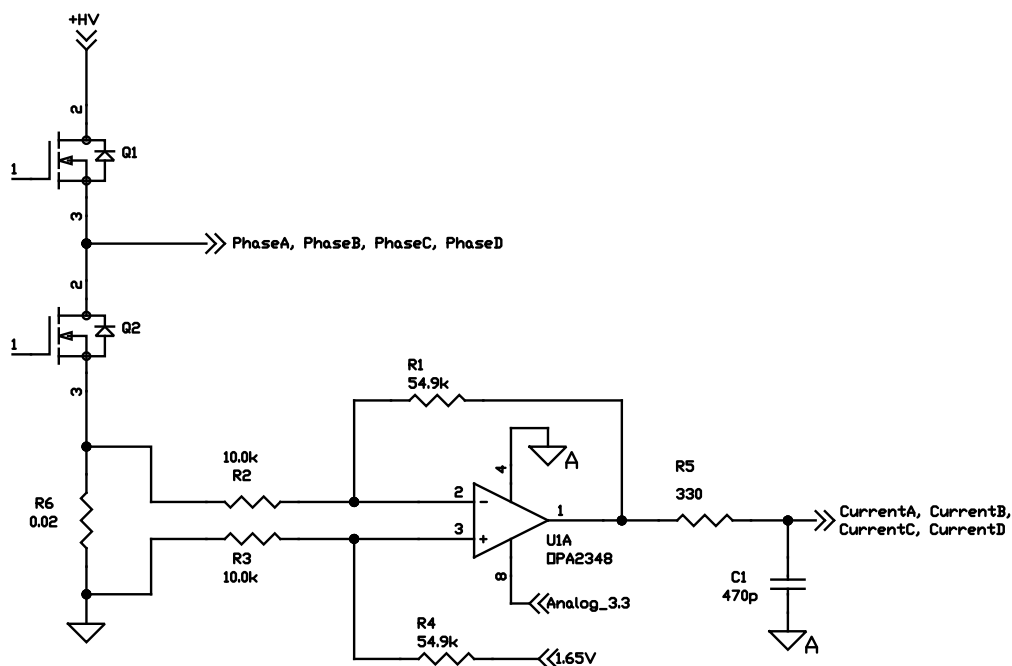 +HV
2
Q1
1
3
PhaseA, PhaseB, PhaseC, PhaseD
2
Q2
1
3
R1
54.9k
10.0k
R2
4
A
R5
330
R6
0.02
2
-
3
+
1
CurrentA, CurrentB,
CurrentC, CurrentD
U1A
OPA2348
R3
10.0k
8
Analog_3.3
C1
470p
R4
54.9k
1.65V
A